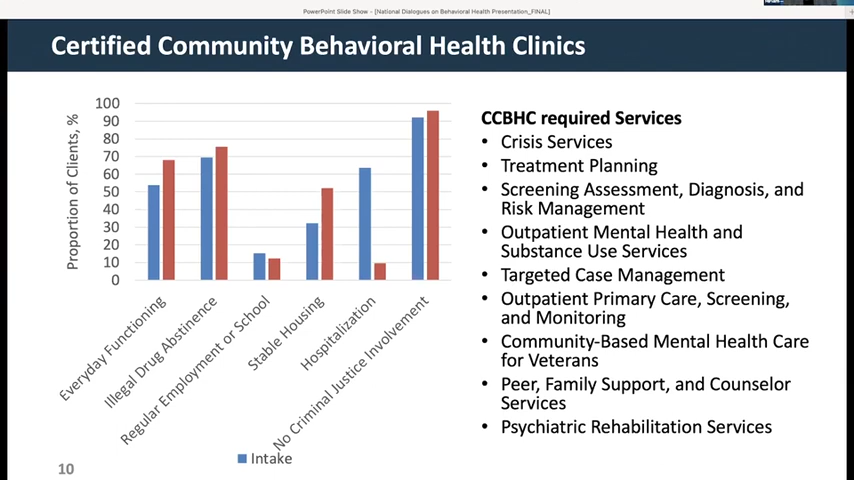 PowerPoint Slide Show - [National Dialogues on Behavioral Health Presentation_FINAL]
Certified Community Behavioral Health Clinics
Proportion of Clients, %
100
90
80
70
60
50
40
30
20
10
0
Everyday Functioning
Illegal Drug Abstinence
Regular Employment or School
Stable Housing
Hospitalization
No Criminal Justice Involvement
Intake
CCBHC required Services
• Crisis Services
• Treatment Planning
• Screening Assessment, Diagnosis, and
Risk Management
• Outpatient Mental Health and
Substance Use Services
• Targeted Case Management
• Outpatient Primary Care, Screening,
and Monitoring
• Community-Based Mental Health Care
for Veterans
• Peer, Family Support, and Counselor
Services
• Psychiatric Rehabilitation Services
10